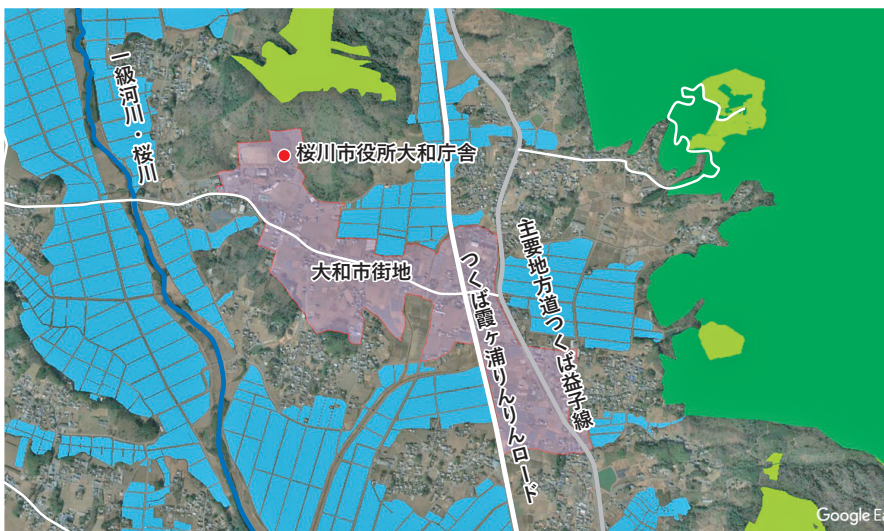 一級河川・桜川
桜川市役所大和庁舎
大和市街地
つくば霞ヶ浦りんりんロード
主要地方道つくば益子線
Google E